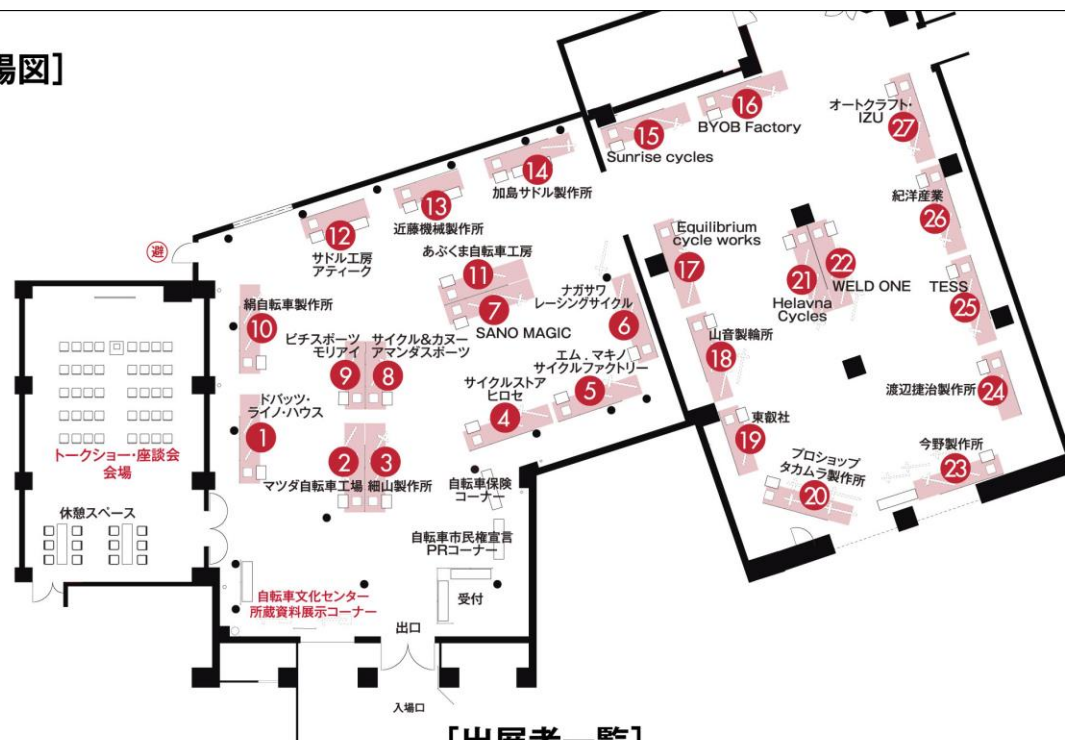 場図]
避
16
BYOB Factory
15
Sunrise cycles
オートクラフト・
IZU
27
14
加島サドル製作所
13
近藤機械製作所
12
サドル工房
アティーク
紀洋産業
26
Equilibrium
cycle works
17
あぶくま自転車工房
11
7
SANO MAGIC
ナガサワ
レーシングサイクル
6
21
22
WELD ONE
Helavna
Cycles
TESS
25
絹自転車製作所
10
ビチスポーツ
モリアイ
9
サイクル&カヌー
アマンダスポーツ
8
エム.マキノ
サイクルファクトリー
5
山音製輪所
18
サイクルストア
ヒロセ
4
渡辺捷治製作所
24
ドバッツ・
ライノ・ハウス
1
東叡社
19
2
マツダ自転車工場
3
細山製作所
今野製作所
23
プロショップ
タカムラ製作所
20
トークショー・座談会
会場
休憩スペース
自転車保険
コーナー
自転車市民権宣言
PRコーナー
自転車文化センター
所蔵資料展示コーナー
受付
出口
入場口
[出展者一覧]